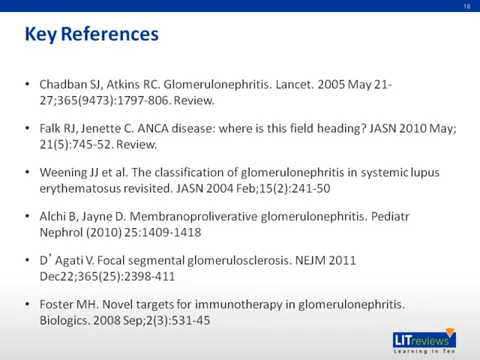 16
Key References
• Chadban SJ, Atkins RC. Glomerulonephritis. Lancet. 2005 May 21-
27;365(9473):1797-806. Review.
• Falk RJ, Jenette C. ANCA disease: where is this field heading? JASN 2010 May;
21(5):745-52. Review.
• Weening JJ et al. The classification of glomerulonephritis in systemic lupus
erythematosus revisited. JASN 2004 Feb;15(2):241-50
• Alchi B, Jayne D. Membranoproliverative glomerulonephritis. Pediatr
Nephrol (2010) 25:1409-1418
• D’Agati V. Focal segmental glomerulosclerosis. NEJM 2011
Dec22;365(25):2398-411
• Foster MH. Novel targets for immunotherapy in glomerulonephritis.
Biologics. 2008 Sep;2(3):531-45
LITreviews
Learning In Ten